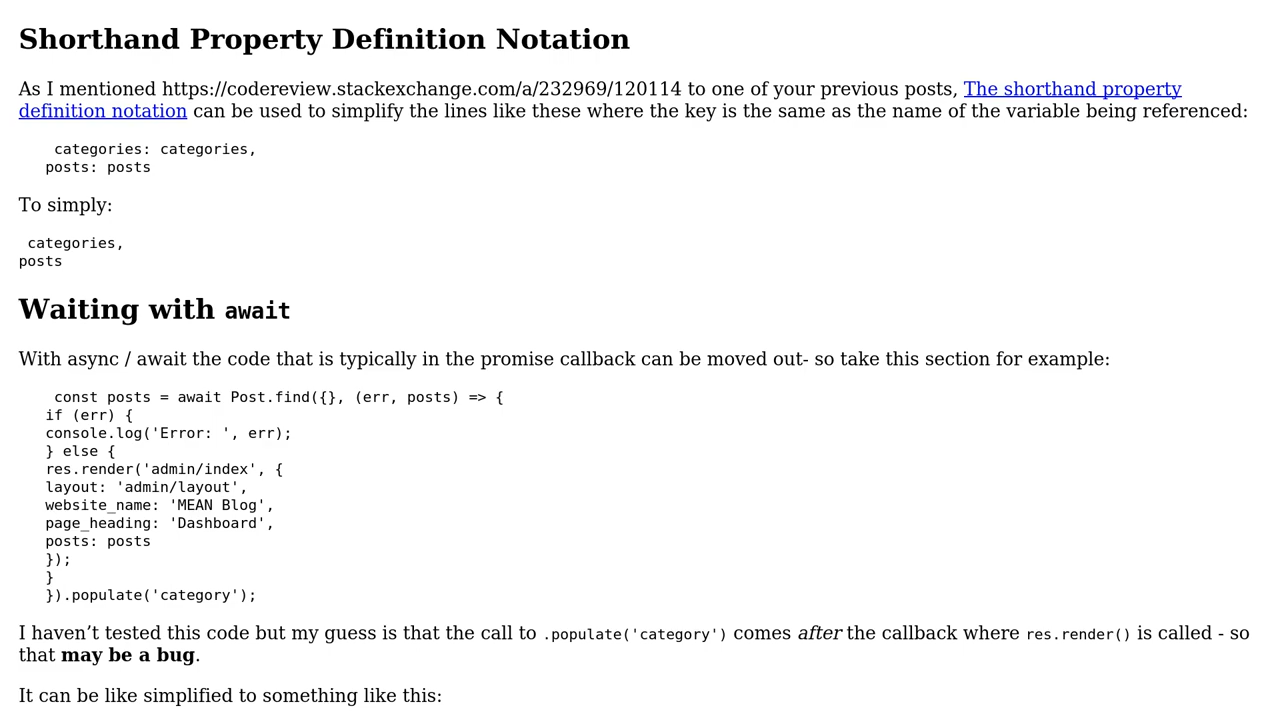 Shorthand Property Definition Notation
As I mentioned https://codereview.stackexchange.com/a/232969/120114 to one of your previous posts, The shorthand property
definition notation can be used to simplify the lines like these where the key is the same as the name of the variable being referenced:
categories: categories,
posts: posts
To simply:
categories,
posts
Waiting with await
With async / await the code that is typically in the promise callback can be moved out- so take this section for example:
const posts = await Post.find({}, (err, posts) => {
if (err) {
console.log('Error: ', err);
} else {
res.render('admin/index', {
layout: 'admin/layout',
website_name: 'MEAN Blog',
page_heading: 'Dashboard',
posts: posts
});
}
}).populate('category');
I haven’t tested this code but my guess is that the call to .populate('category') comes after the callback where res.render() is called - so
that may be a bug.
It can be like simplified to something like this: